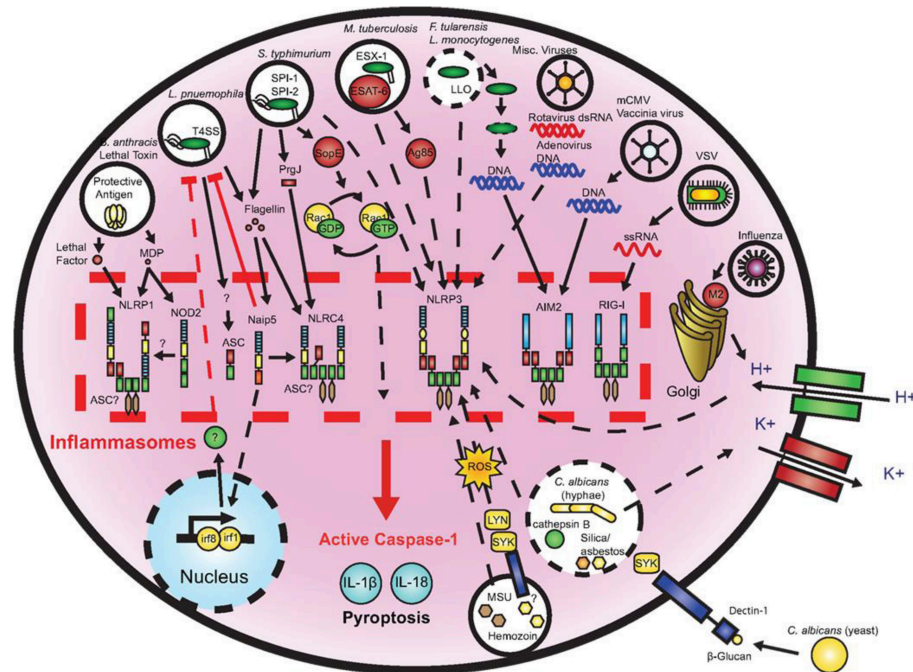 M. tuberculosis
F. tularensis
L. monocytogenes
S. typhimurium
Misc. Viruses
ESX-1
ESAT-6
LLO
mCMV
Vaccinia virus
L. pnuemophila
SPI-1
SPI-2
Rotavirus dsRNA
VSV
T4SS
SopE
Ag85
Adenovirus
DNA
anthracis
Lethal Toxin
PrgJ
DNA
DNA
Protective
Antigen
Flagellin
Rac1
GDP
Rac1
GTP
ssRNA
Influenza
Lethal
Factor
MDP
M2
NLRP1
NOD2
?
Naip5
NLRC4
NLRP3
AIM2
RIG-I
?
ASC
Golgi
H+
H+
ASC?
ASC?
K+
Inflammasomes
?
K+
ROS
C. albicans
(hyphae)
cathepsin B
Silica/
asbestos
LYN
SYK
irf8
irf1
Active Caspase-1
Nucleus
IL-1β
IL-18
SYK
MSU
?
Pyroptosis
Hemozoin
Dectin-1
β-Glucan
C. albicans (yeast)